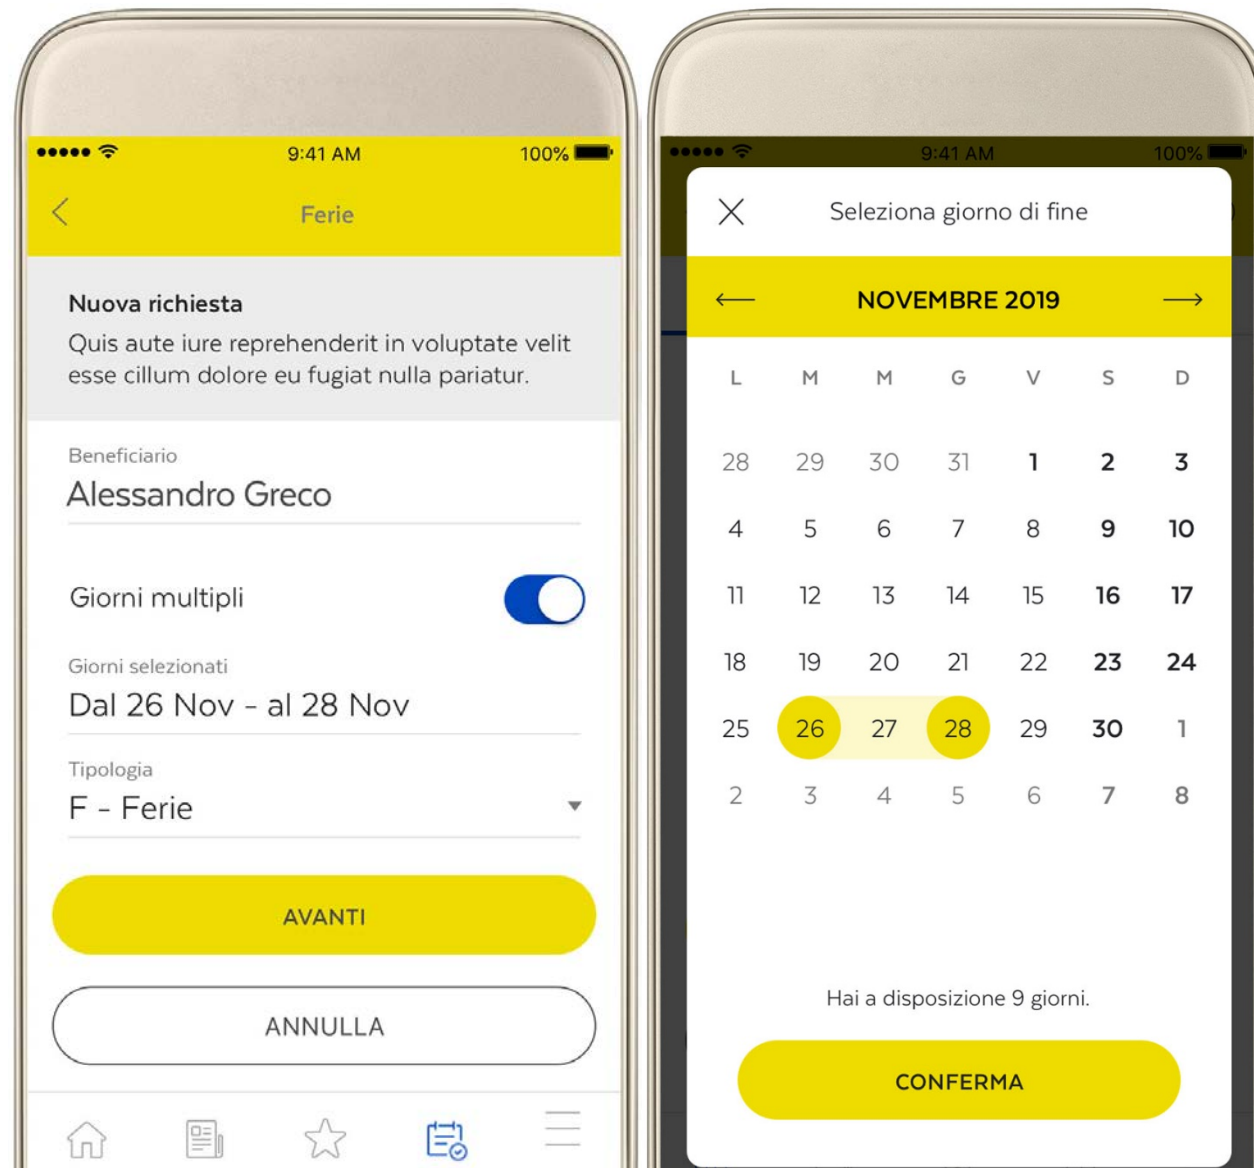 9:41 AM
100%
Ferie
Nuova richiesta
Quis aute iure reprehenderit in voluptate velit
esse cillum dolore eu fugiat nulla pariatur.
Beneficiario
Alessandro Greco
Giorni multipli
Giorni selezionati
Dal 26 Nov - al 28 Nov
Tipologia
F - Ferie
AVANTI
ANNULLA
9:41 AM
100%
Seleziona giorno di fine
NOVEMBRE 2019
L M M G V S D
28 29 30 31 1 2 3
4 5 6 7 8 9 10
11 12 13 14 15 16 17
18 19 20 21 22 23 24
25 26 27 28 29 30 1
2 3 4 5 6 7 8
Hai a disposizione 9 giorni.
CONFERMA